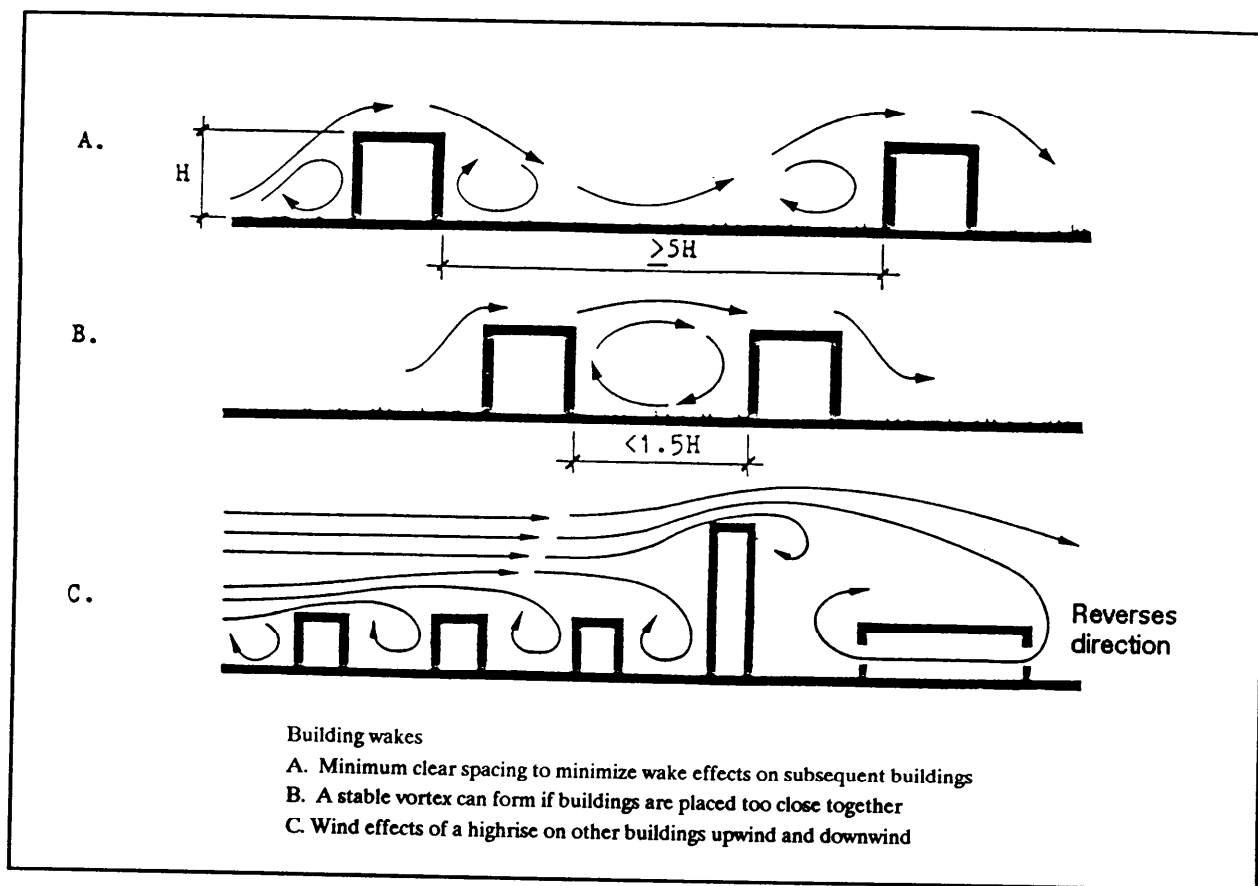 A.
H
≥5H
B.
<1.5H
C.
Reverses
direction
Building wakes
A. Minimum clear spacing to minimize wake effects on subsequent buildings
B. A stable vortex can form if buildings are placed too close together
C. Wind effects of a highrise on other buildings upwind and downwind